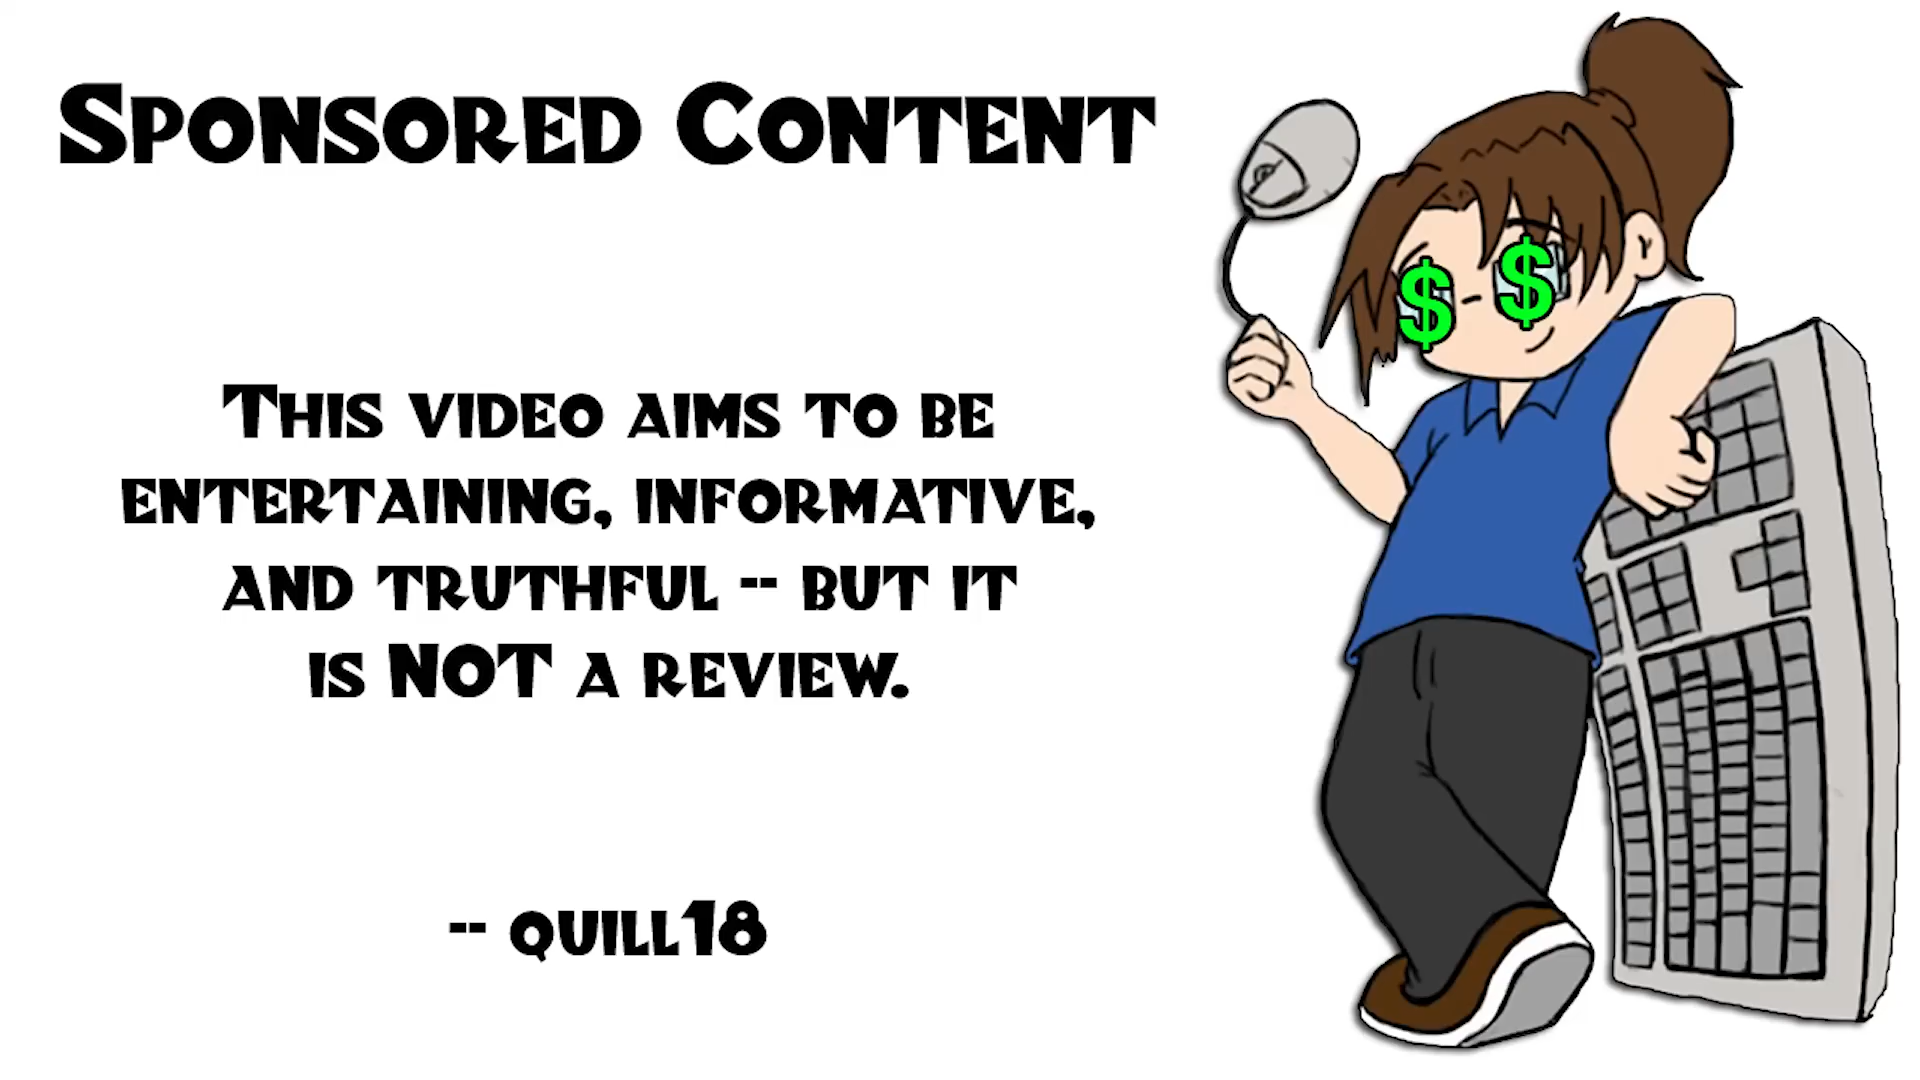 Sponsored Content
This video aims to be
entertaining, informative,
and truthful -- but it
is NOT a review.
-- quill18
$ $